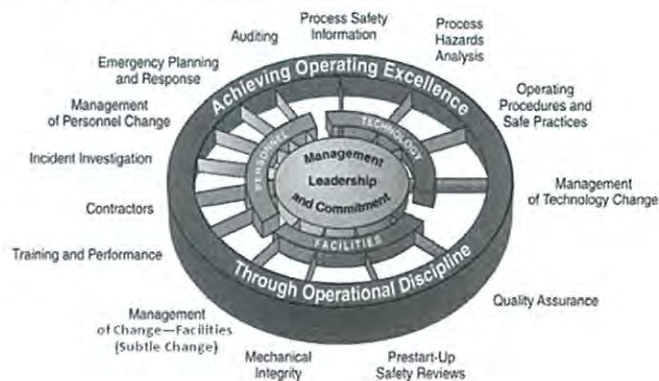 Process Safety
Information
Process
Hazards
Analysis
Operating
Procedures and
Safe Practices
Management
of Technology Change
Quality Assurance
Prestart-Up
Safety Reviews
Mechanical
Integrity
Management
of Change—Facilities
(Subtle Change)
Training and Performance
Contractors
Incident Investigation
Management
of Personnel Change
Emergency Planning
and Response
Auditing
Achieving Operating Excellence
Through Operational Discipline
PERSONNEL
TECHNOLOGY
FACILITIES
Management
Leadership
and Commitment